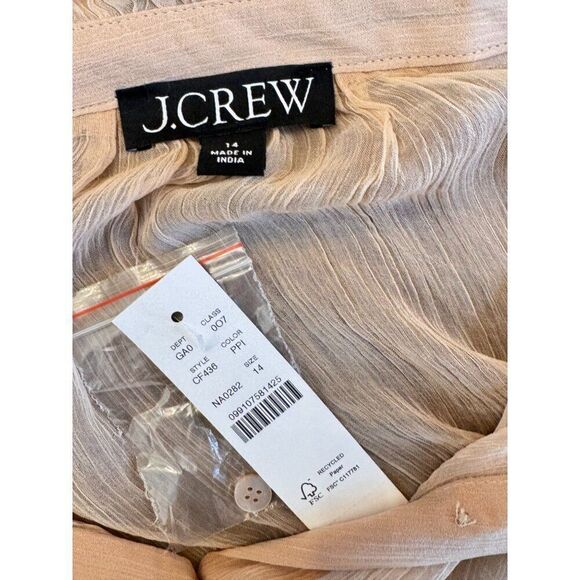 J.CREW
14
MADE IN
INDIA
DEPT CLASS
GA0 007
STYLE COLOR
CF436 PPI
SIZE
NA0282 14
099107581425
RECYCLED
Paper
FSC FSC® C117781